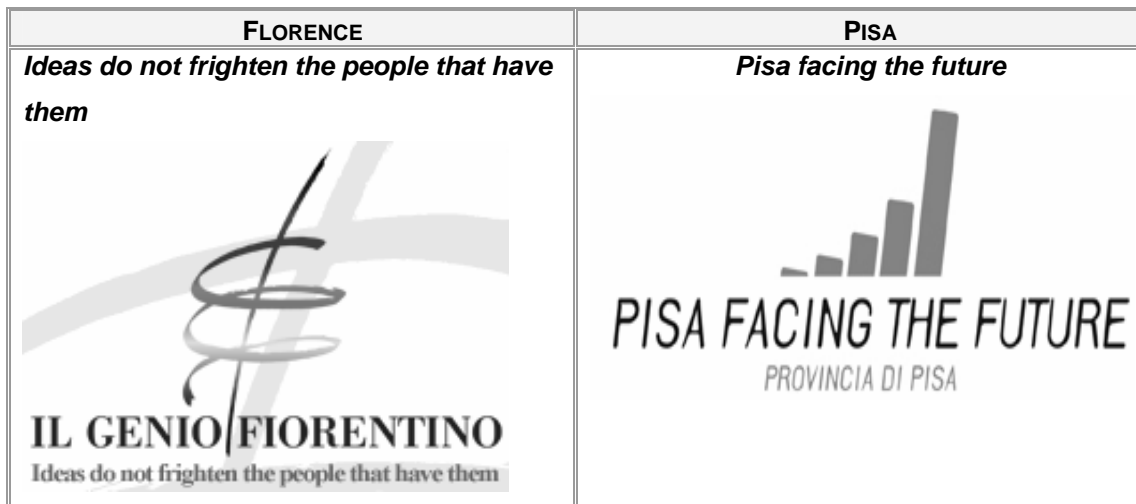 FLORENCE
Ideas do not frighten the people that have
them
IL GENIO FIORENTINO
Ideas do not frighten the people that have them
PISA
Pisa facing the future
PISA FACING THE FUTURE
PROVINCIA DI PISA